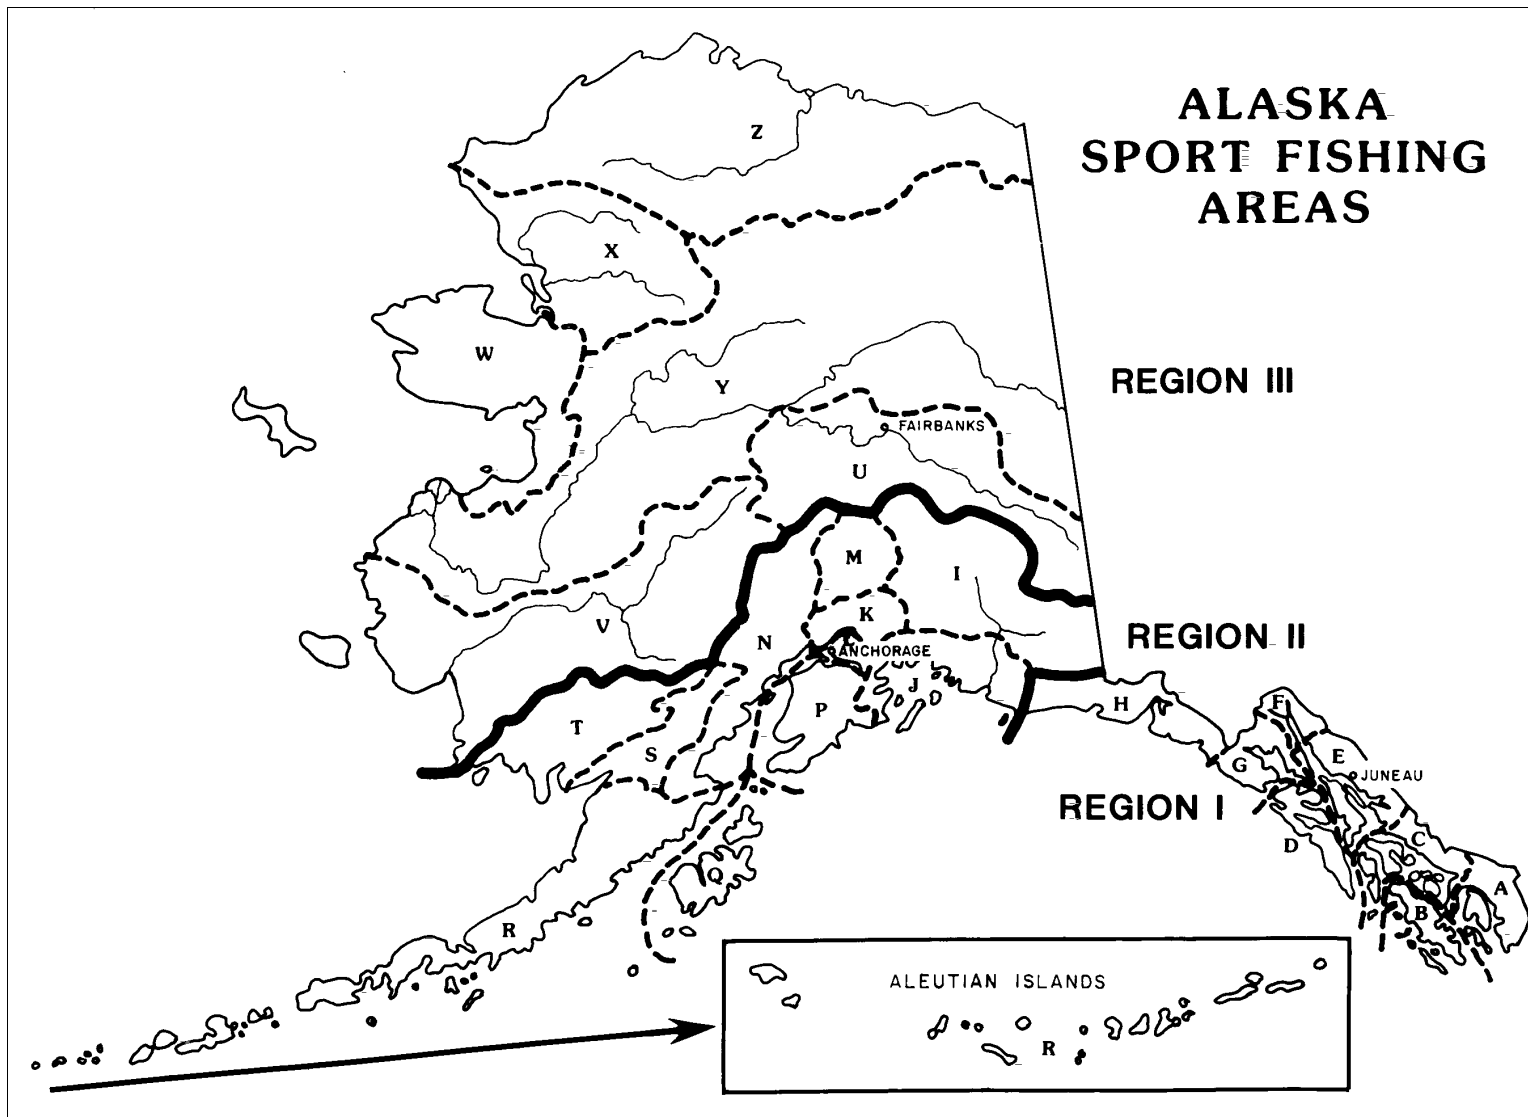 ALASKA
SPORT FISHING
AREAS
Z
X
W
REGION III
Y
FAIRBANKS
U
M
I
K
V
N
L
ANCHORAGE
REGION II
J
P
H
F
T
S
G
E
JUNEAU
REGION I
D
C
Q
A
B
R
ALEUTIAN ISLANDS
R